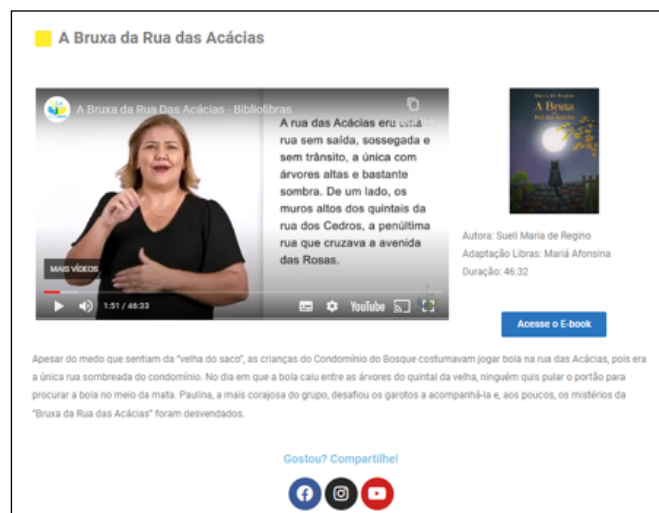 A Bruxa da Rua das Acácias
A Bruxa da Rua Das Acácias - Bibliolibras
A rua das Acácias era uma
rua sem saída, sossegada e
sem trânsito, a única com
árvores altas e bastante
sombra. De um lado, os
muros altos dos quintais da
rua dos Cedros, a penúltima
rua que cruzava a avenida
das Rosas.
MAIS VÍDEOS
1:51 / 46:33
YouTube
A Bruxa
Rua das Acácias
Autora: Sueli Maria de Regino
Adaptação Libras: Mariá Afonsina
Duração: 46:32
Acesse o E-book
Apesar do medo que sentiam da "velha do saco", as crianças do Condomínio do Bosque costumavam jogar bola na rua das Acácias, pois era
a única rua sombreada do condomínio. No dia em que a bola caiu entre as árvores do quintal da velha, ninguém quis pular o portão para
procurar a bola no meio da mata. Paulina, a mais corajosa do grupo, desafiou os garotos a acompanhá-la e, aos poucos, os mistérios da
"Bruxa da Rua das Acácias" foram desvendados.
Gostou? Compartilhe!